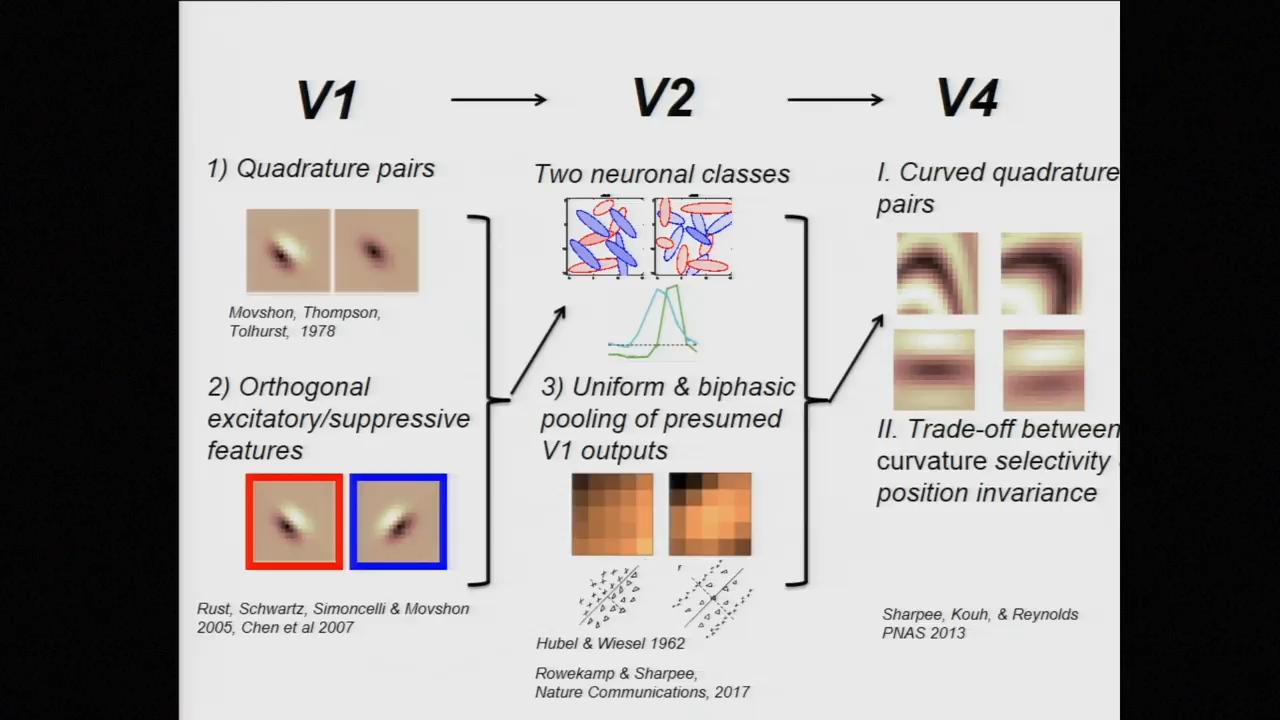 V1
V2
V4
1) Quadrature pairs
Movshon, Thompson,
Tolhurst, 1978
2) Orthogonal
excitatory/suppressive
features
Rust, Schwartz, Simoncelli & Movshon
2005, Chen et al 2007
Two neuronal classes
3) Uniform & biphasic
pooling of presumed
V1 outputs
Hubel & Wiesel 1962
Rowekamp & Sharpee,
Nature Communications, 2017
I. Curved quadrature
pairs
II. Trade-off between
curvature selectivity
position invariance
Sharpee, Kouh, & Reynolds
PNAS 2013